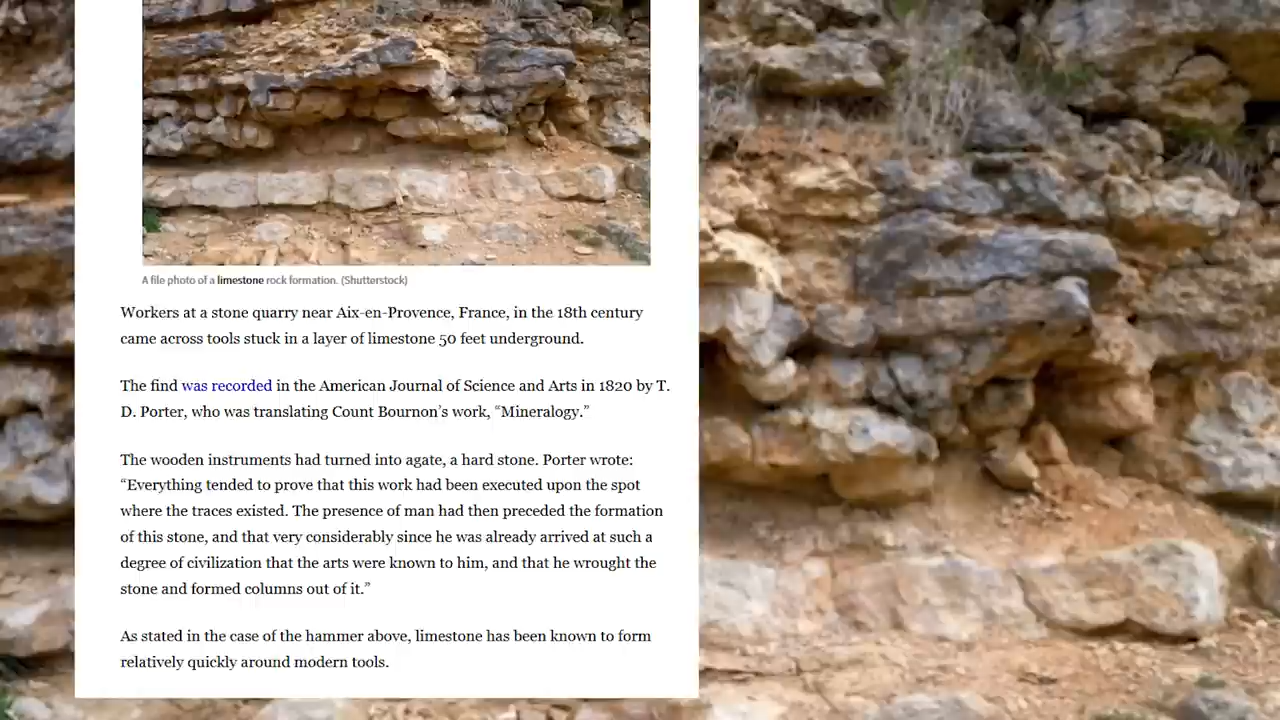 A file photo of a limestone rock formation. (Shutterstock)
Workers at a stone quarry near Aix-en-Provence, France, in the 18th century
came across tools stuck in a layer of limestone 50 feet underground.
The find was recorded in the American Journal of Science and Arts in 1820 by T.
D. Porter, who was translating Count Bournon’s work, “Mineralogy.”
The wooden instruments had turned into agate, a hard stone. Porter wrote:
“Everything tended to prove that this work had been executed upon the spot
where the traces existed. The presence of man had then preceded the formation
of this stone, and that very considerably since he was already arrived at such a
degree of civilization that the arts were known to him, and that he wrought the
stone and formed columns out of it.”
As stated in the case of the hammer above, limestone has been known to form
relatively quickly around modern tools.